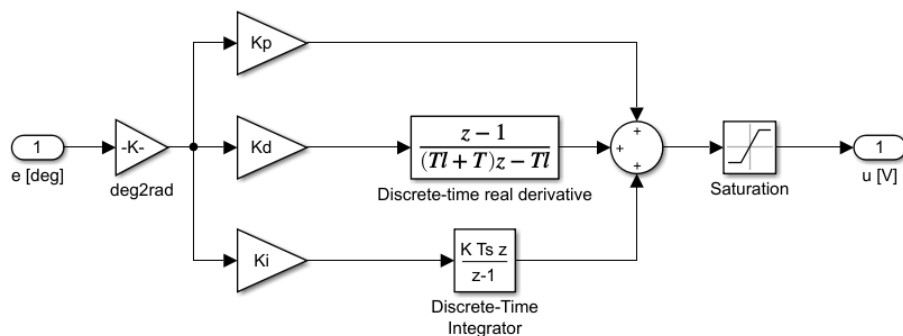 Kp
1
e [deg]
-K-
deg2rad
Kd
z − 1
(Tl + T)z − Tl
Discrete-time real derivative
+
+
+
Saturation
1
u [V]
Ki
K Ts z
z-1
Discrete-Time
Integrator